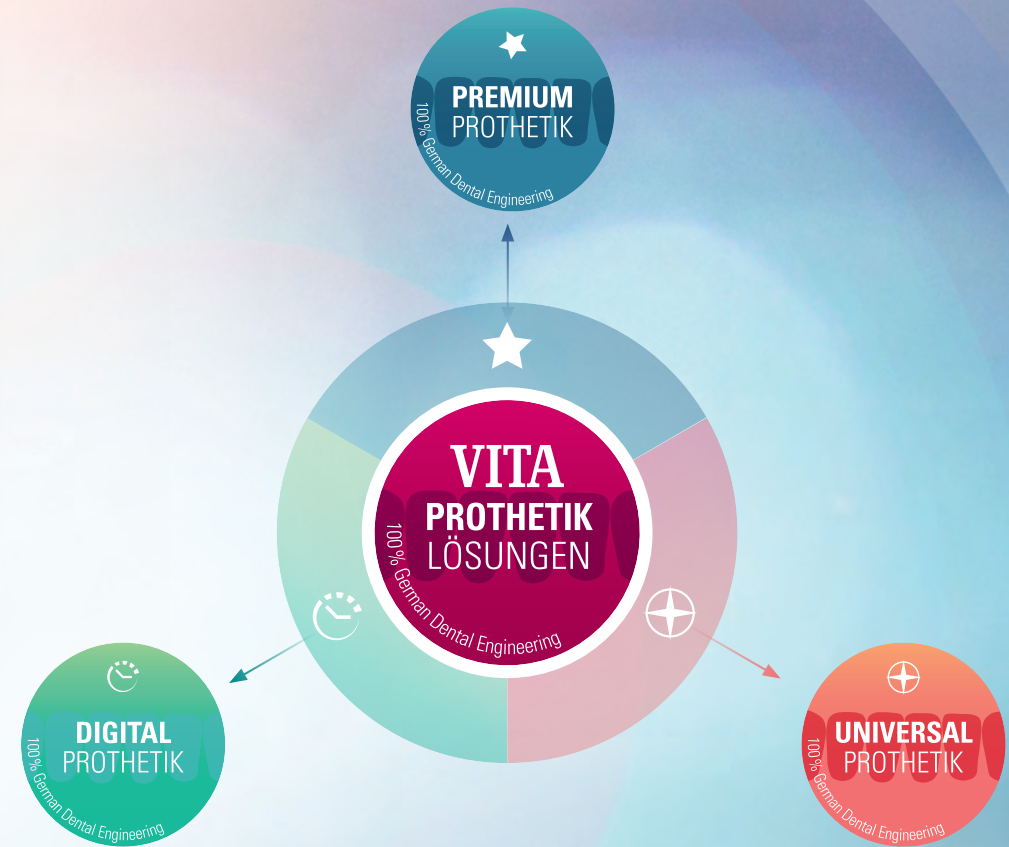 PREMIUM
PROTHETIK
100 % German Dental Engineering
VITA
PROTHETIK
LÖSUNGEN
100 % German Dental Engineering
DIGITAL
PROTHETIK
100 % German Dental Engineering
UNIVERSAL
PROTHETIK
100 % German Dental Engineering